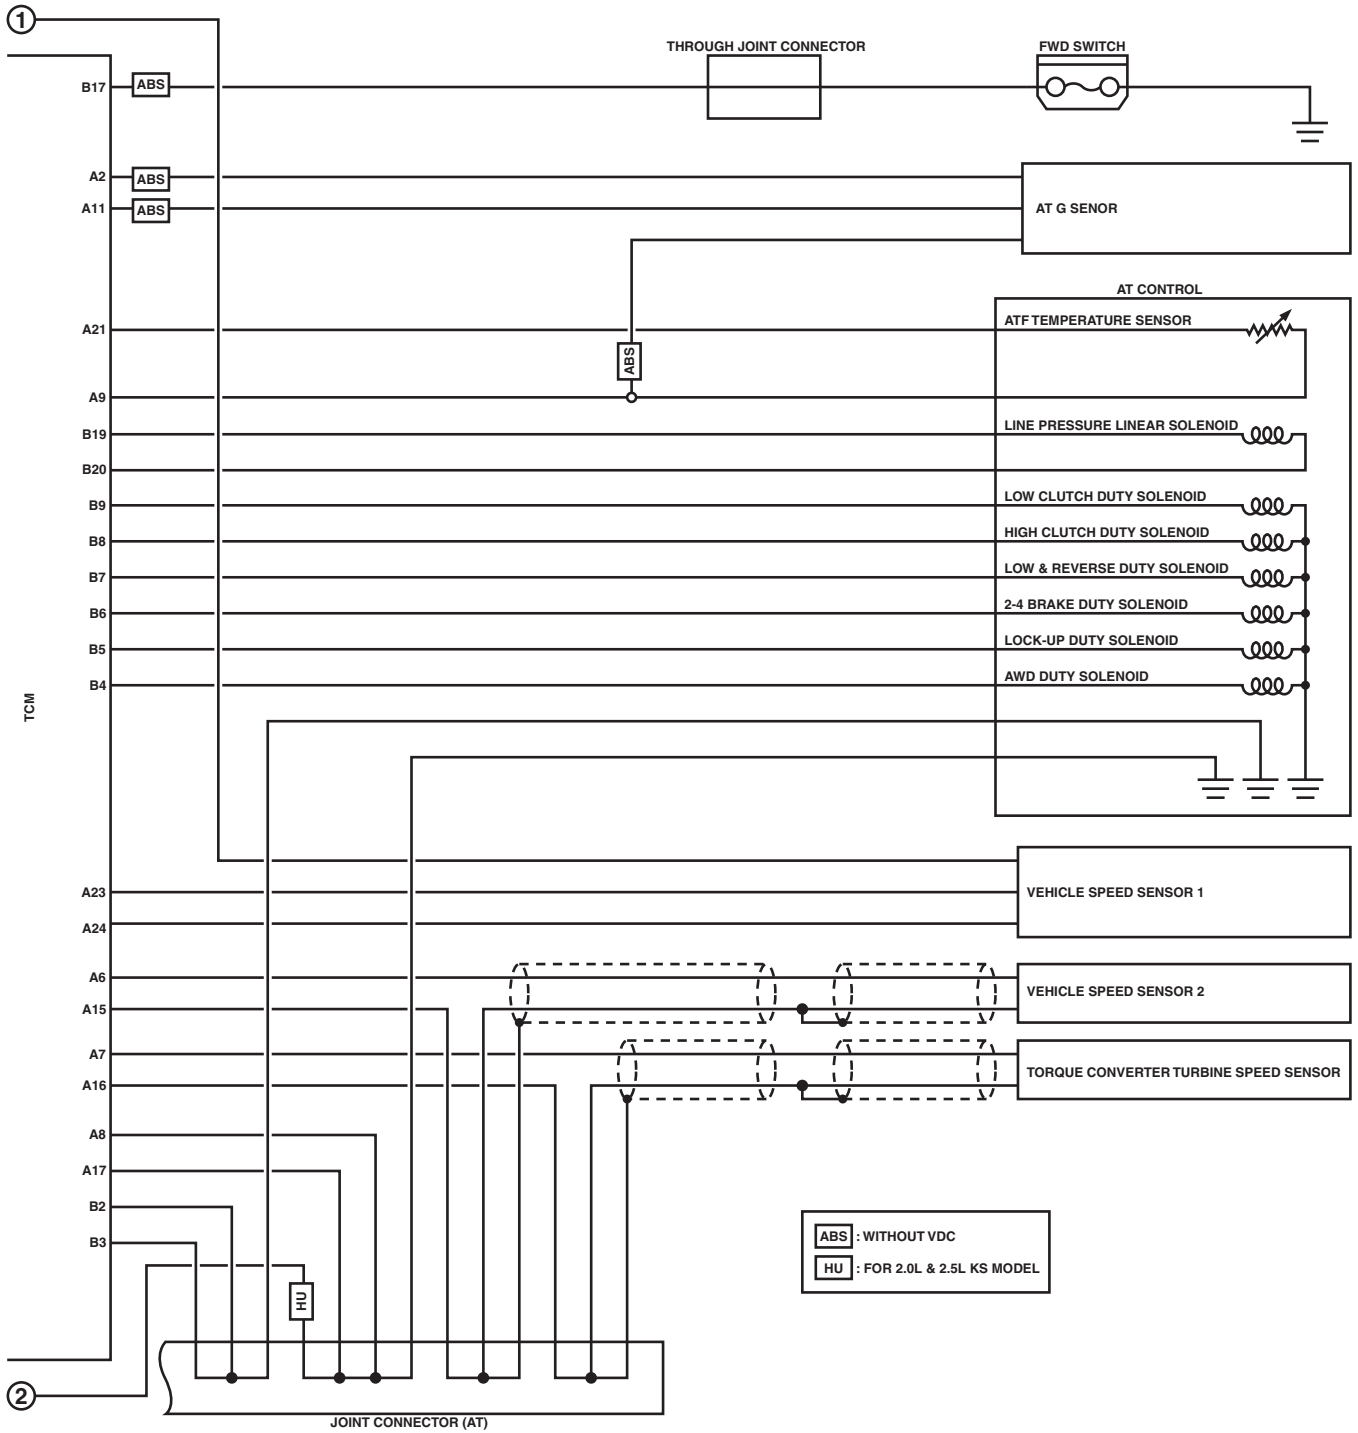 1
THROUGH JOINT CONNECTOR
FWD SWITCH
B17
ABS
A2
ABS
A11
ABS
AT G SENOR
AT CONTROL
A21
ATF TEMPERATURE SENSOR
ABS
A9
B19
LINE PRESSURE LINEAR SOLENOID
B20
B9
LOW CLUTCH DUTY SOLENOID
B8
HIGH CLUTCH DUTY SOLENOID
B7
LOW & REVERSE DUTY SOLENOID
B6
2-4 BRAKE DUTY SOLENOID
B5
LOCK-UP DUTY SOLENOID
B4
AWD DUTY SOLENOID
TCM
A23
VEHICLE SPEED SENSOR 1
A24
A6
VEHICLE SPEED SENSOR 2
A15
A7
TORQUE CONVERTER TURBINE SPEED SENSOR
A16
A8
A17
B2
B3
ABS : WITHOUT VDC
HU : FOR 2.0L & 2.5L KS MODEL
HU
2
JOINT CONNECTOR (AT)